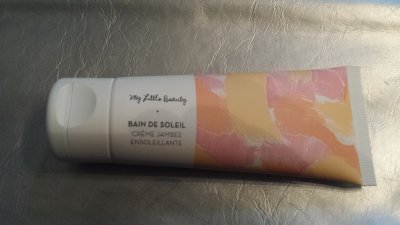 My Little Beauty
BAIN DE SOLEIL
CRÈME JAMBES
ENSOLEILLANTE